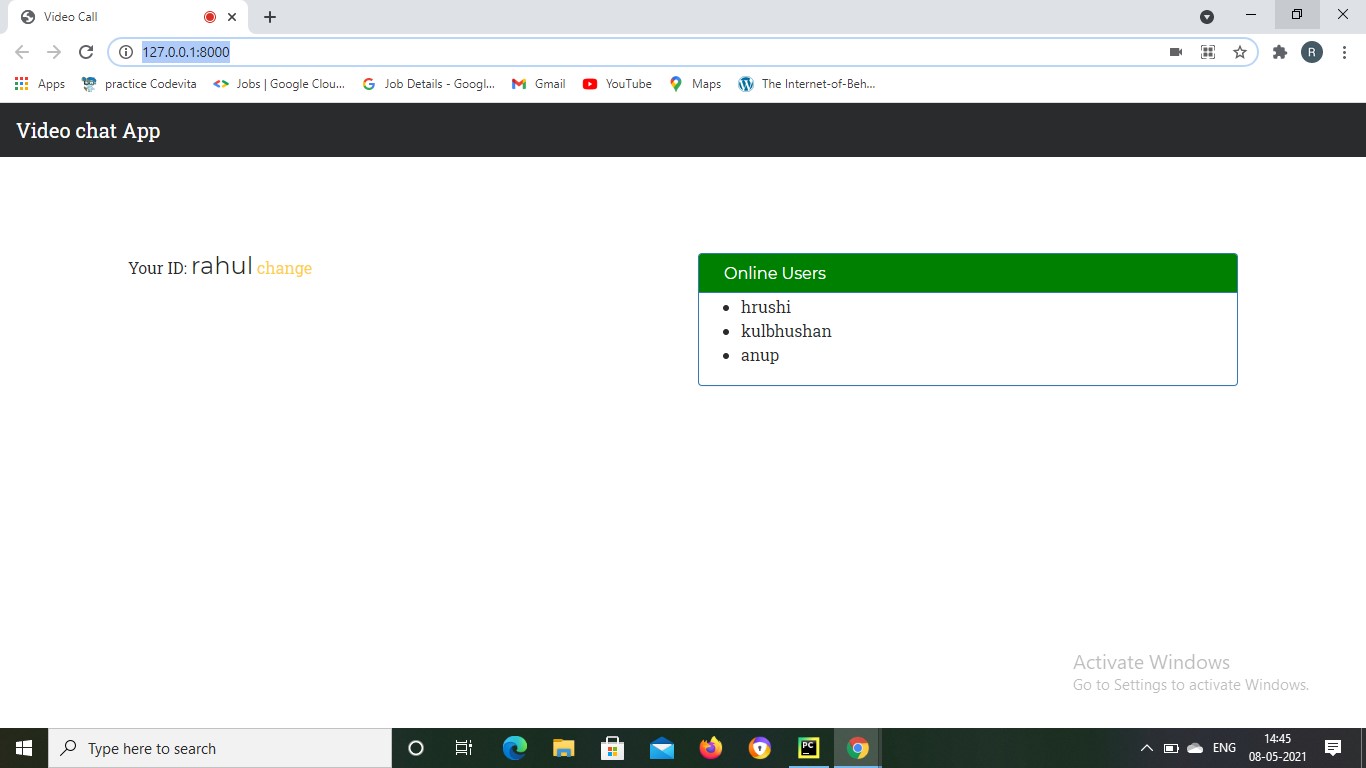 Video Call
127.0.0.1:8000
R
Apps practice Codevita Jobs | Google Clou... Job Details - Googl... Gmail YouTube Maps The Internet-of-Beh...
Video chat App
Your ID: rahul change
Online Users
hrushi
kulbhushan
anup
Activate Windows
Go to Settings to activate Windows.
Type here to search
PC
ENG
14:45
08-05-2021